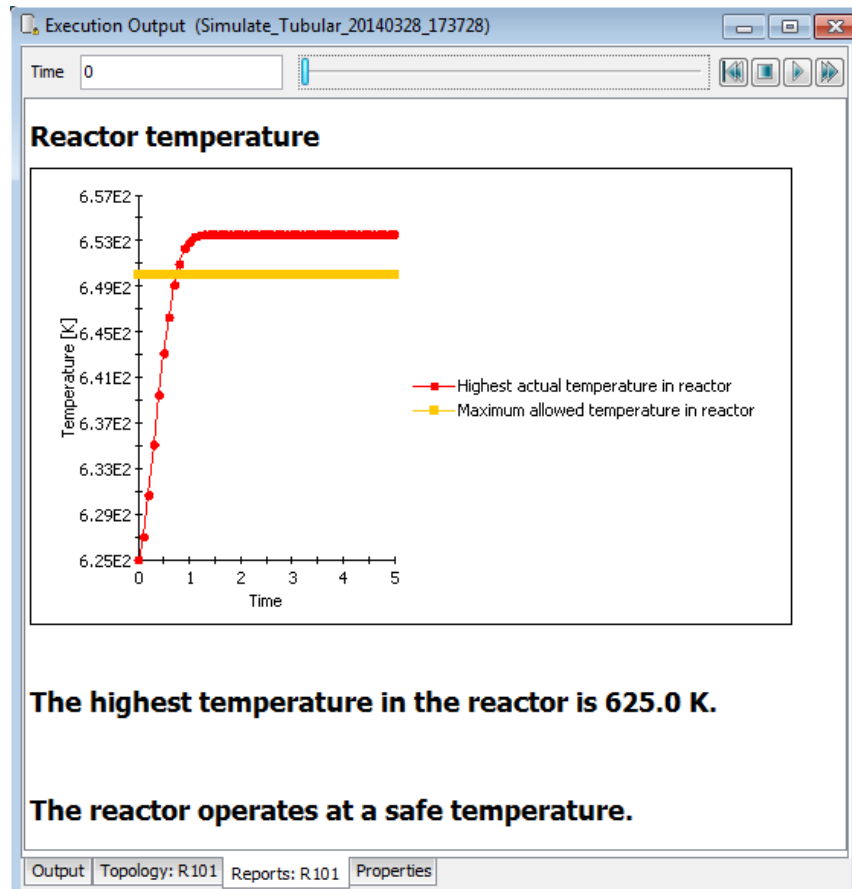 Execution Output (Simulate_Tubular_20140328_173728)
Time 0
Reactor temperature
6.57E2
6.53E2
6.49E2
6.45E2
6.41E2
6.37E2
6.33E2
6.29E2
6.25E2
Temperature [K]
0 1 2 3 4 5
Time
Highest actual temperature in reactor
Maximum allowed temperature in reactor
The highest temperature in the reactor is 625.0 K.
The reactor operates at a safe temperature.
Output Topology: R101 Reports: R101 Properties